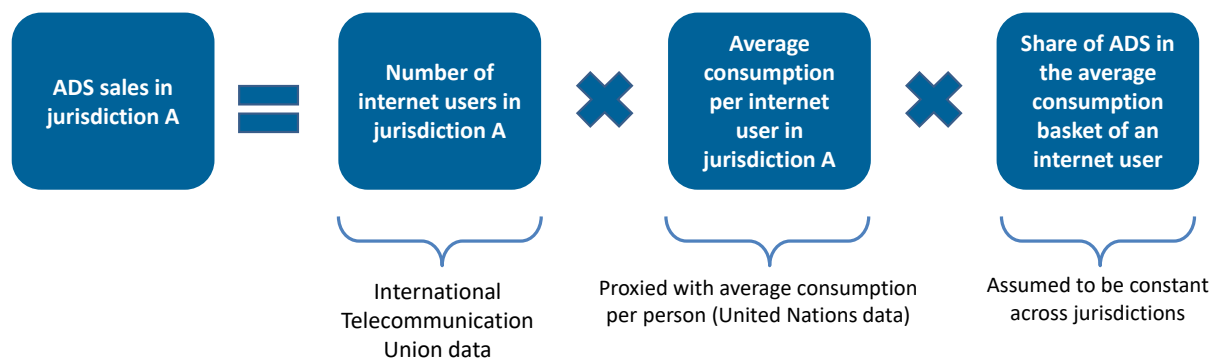 ADS sales in
jurisdiction A
Number of
internet users in
jurisdiction A
Average
consumption
per internet
user in
jurisdiction A
Share of ADS in
the average
consumption
basket of an
internet user
International
Telecommunication
Union data
Proxied with average consumption
per person (United Nations data)
Assumed to be constant
across jurisdictions